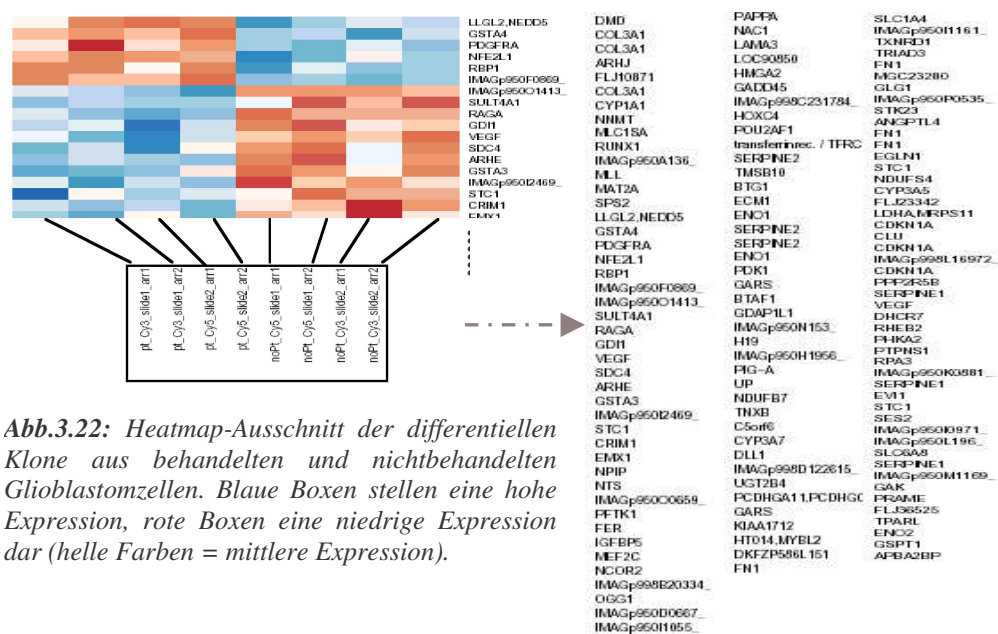 LLGL2,NEDD5
GSTA4
PDGFRA
NFE2L1
RBP1
IMAGp950F0869_
IMAGp950O1413_
SULT4A1
RAGA
GDI1
VEGF
SDC4
ARHE
GSTA3
IMAGp950I2469_
STC1
CRIM1
EMX1
pt_Cy3_slide1_arr1
pt_Cy3_slide1_arr2
pt_Cy5_slide2_arr1
pt_Cy5_slide2_arr2
noPt_Cy5_slide1_arr1
noPt_Cy5_slide1_arr2
noPt_Cy3_slide2_arr1
noPt_Cy3_slide2_arr2
Abb.3.22: Heatmap-Ausschnitt der differentiellen
Klone aus behandelten und nichtbehandelten
Glioblastomzellen. Blaue Boxen stellen eine hohe
Expression, rote Boxen eine niedrige Expression
dar (helle Farben = mittlere Expression).
DMD
COL3A1
COL3A1
ARHJ
FLJ10871
COL3A1
CYP1A1
NNMT
MLC1SA
RUNX1
IMAGp950A136_
MLL
MAT2A
SPS2
LLGL2,NEDD5
GSTA4
PDGFRA
NFE2L1
RBP1
IMAGp950F0869_
IMAGp950O1413_
SULT4A1
RAGA
GDI1
VEGF
SDC4
ARHE
GSTA3
IMAGp950I2469_
STC1
CRIM1
EMX1
NPIP
NTS
IMAGp950O0659_
PFTK1
FER
IGFBP5
MEF2C
NCOR2
IMAGp998B20334_
OGG1
IMAGp950D0667_
IMAGp950I1055_
PAPPA
NAC1
LAMA3
LOC90850
HMGA2
GADD45
IMAGp998C231784_
HOXC4
POU2AF1
transferrinrec. / TFRC
SERPINE2
TMSB10
BTG1
ECM1
ENO1
SERPINE2
SERPINE2
ENO1
PDK1
GARS
BTAF1
GDAP1L1
IMAGp950N153_
H19
IMAGp950H1956_
PIG-A
UP
NDUFB7
TNXB
C5orf6
CYP3A7
DLL1
IMAGp998D122615_
UGT2B4
PCDHGA11,PCDHGC
GARS
KIAA1712
HT014,MYBL2
DKFZP586L151
FN1
SLC1A4
IMAGp950I1161_
TXNRD1
TRIAD3
FN1
MGC23280
GLG1
IMAGp950P0535_
STK23
ANGPTL4
FN1
FN1
EGLN1
STC1
NDUFS4
CYP3A5
FLJ23342
LDHA,MRPS11
CDKN1A
CLU
CDKN1A
IMAGp998L16972_
CDKN1A
PPP2R5B
SERPINE1
VEGF
DHCR7
RHEB2
PHKA2
PTPNS1
RPA3
IMAGp950K0881_
SERPINE1
EVI1
STC1
SES2
IMAGp950I0971_
IMAGp950L196_
SLC6A8
SERPINE1
IMAGp950M1169_
GAK
PRAME
FLJ36525
TPARL
ENO2
GSPT1
APBA2BP